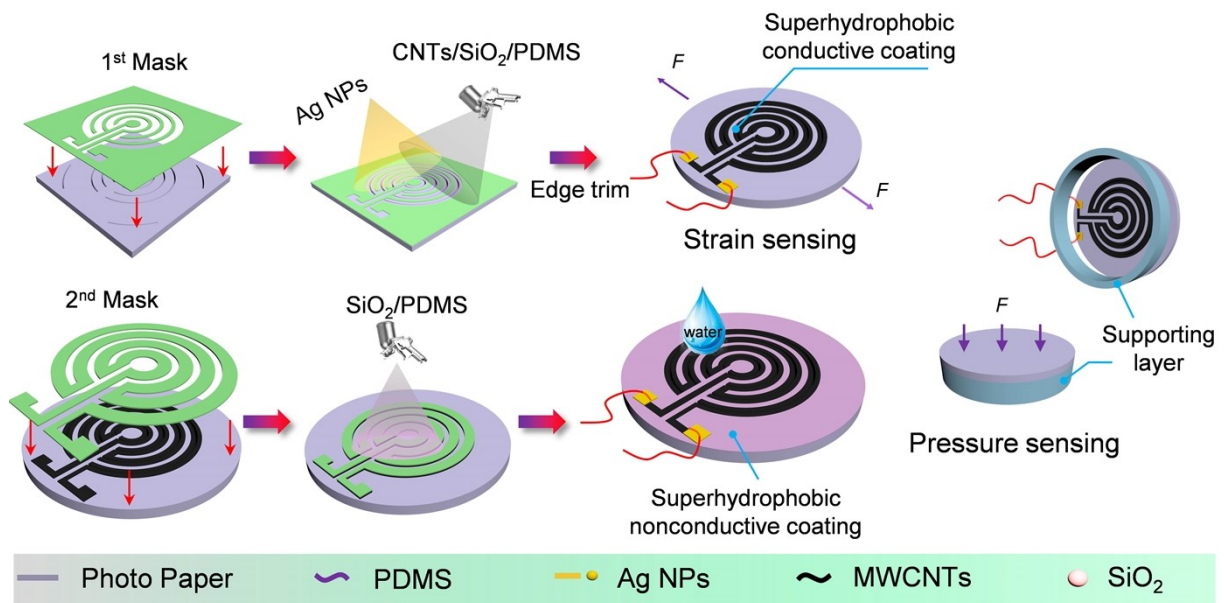 1st Mask
Ag NPs
CNTs/SiO2/PDMS
Edge trim
Superhydrophobic
conductive coating
F
F
Strain sensing
2nd Mask
SiO2/PDMS
water
Superhydrophobic
nonconductive coating
F
Supporting
layer
Pressure sensing
Photo Paper
PDMS
Ag NPs
MWCNTs
SiO2